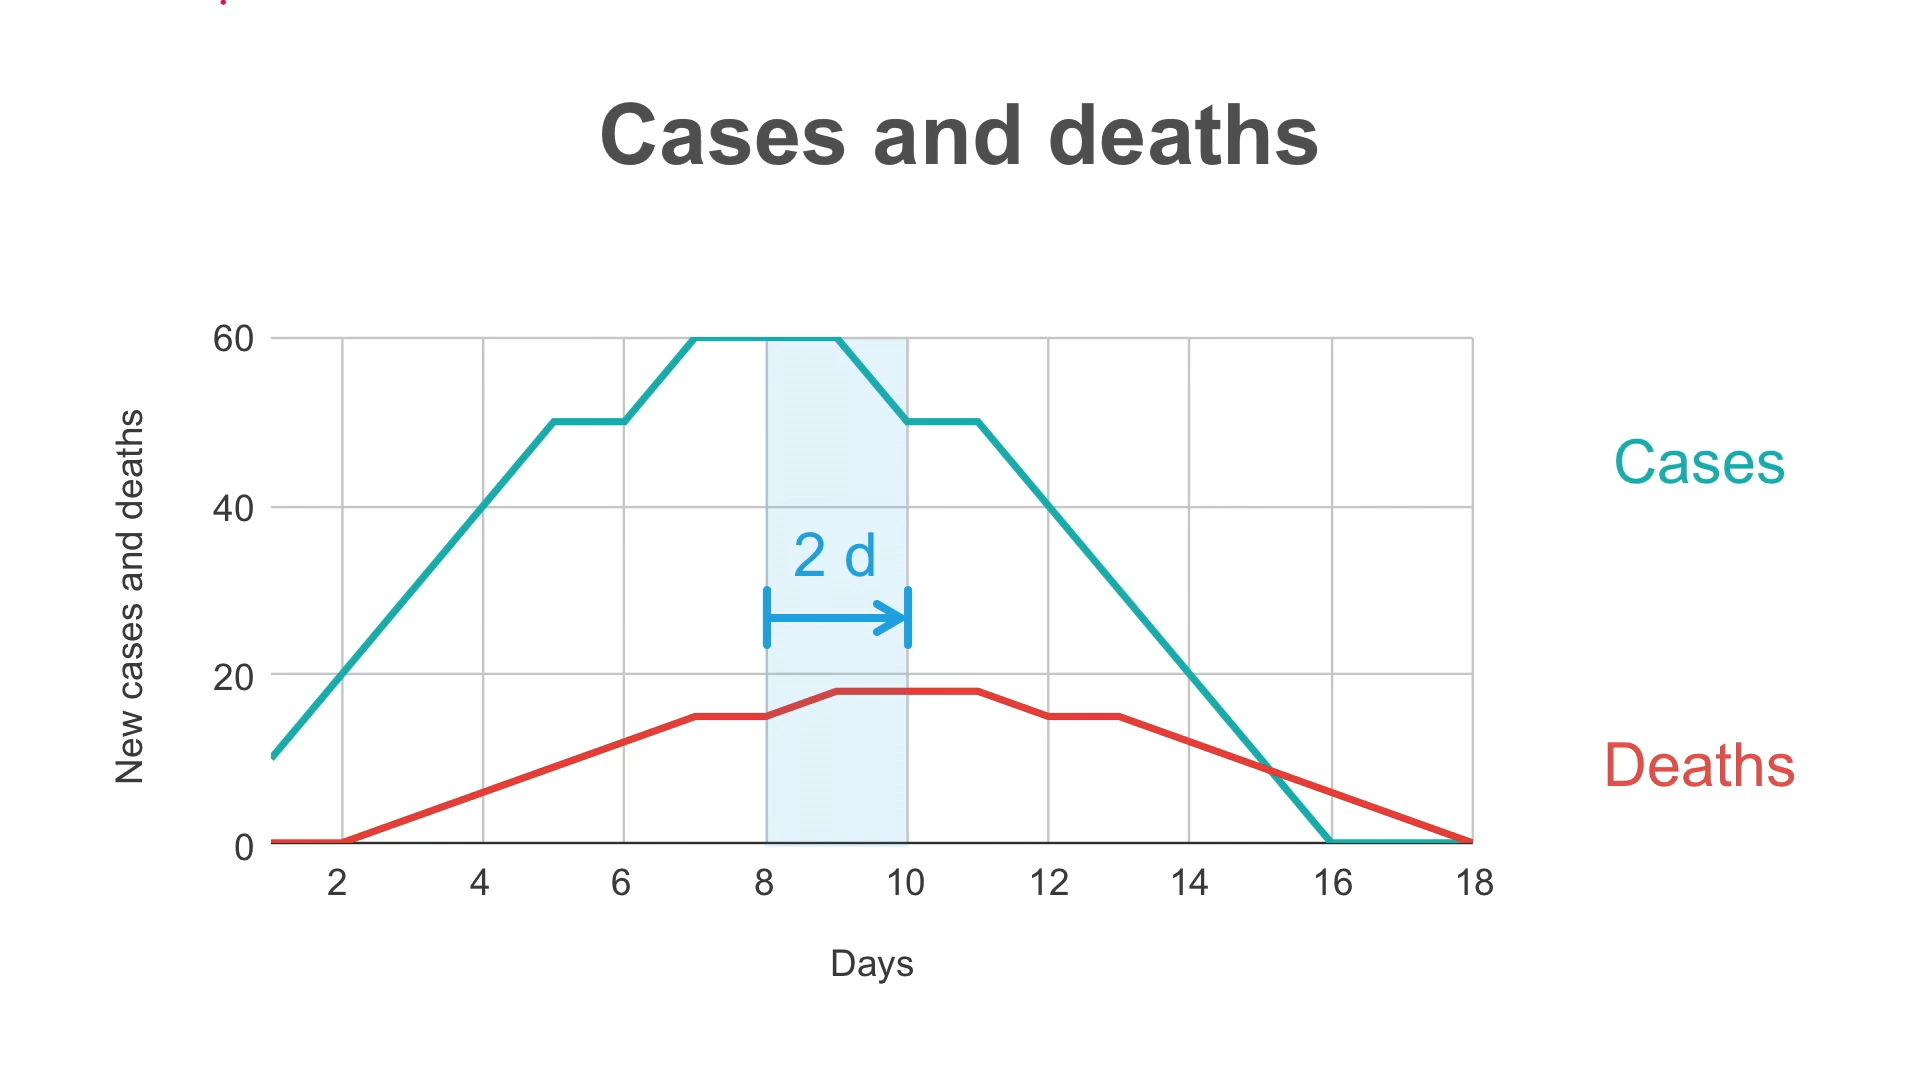 Cases and deaths
60
40
20
0
New cases and deaths
2 d
Cases
Deaths
2 4 6 8 10 12 14 16 18
Days